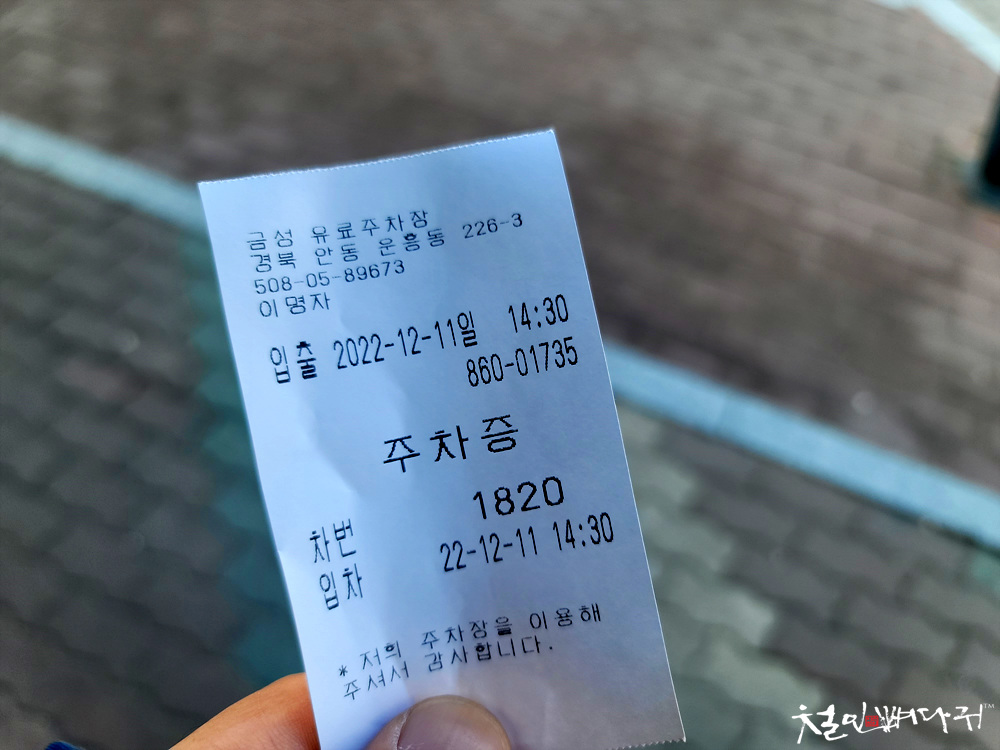 금성 유료주차장
경북 안동 운흥동 226-3
508-05-89673
이명자
입출 2022-12-11일 14:30
860-01735
주차증
차번 1820
입차 22-12-11 14:30
* 저희 주차장을 이용해
주셔서 감사합니다.